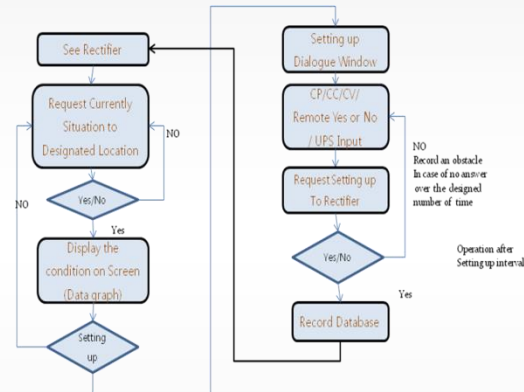 See Rectifier
Request Currently
Situation to
Designated Location
NO
Yes/No
NO
Yes
Display the
condition on Screen
(Data graph)
Setting
up
Setting up
Dialogue Window
CP/CC/CV/
Remote Yes or No
/ UPS Input
NO
Record an obstacle
In case of no answer
over the designed
number of time
Request Setting up
To Rectifier
Yes/No
Operation after
Setting up interval
Yes
Record Database